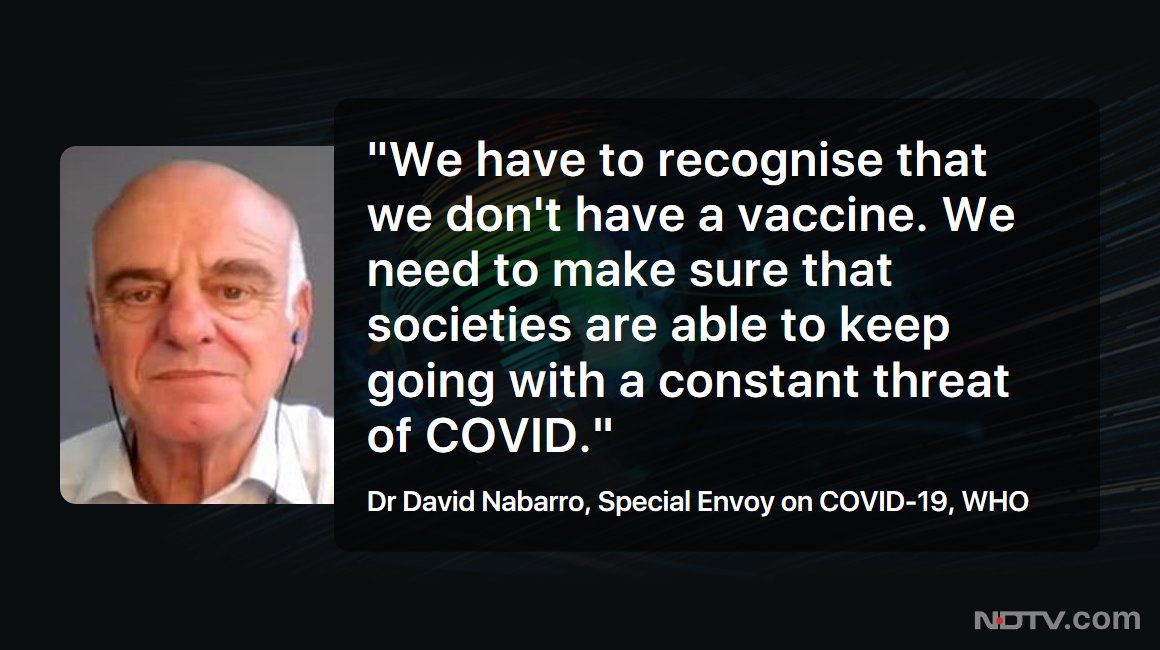 "We have to recognise that
we don't have a vaccine. We
need to make sure that
societies are able to keep
going with a constant threat
of COVID."
Dr David Nabarro, Special Envoy on COVID-19, WHO
NDTV.com